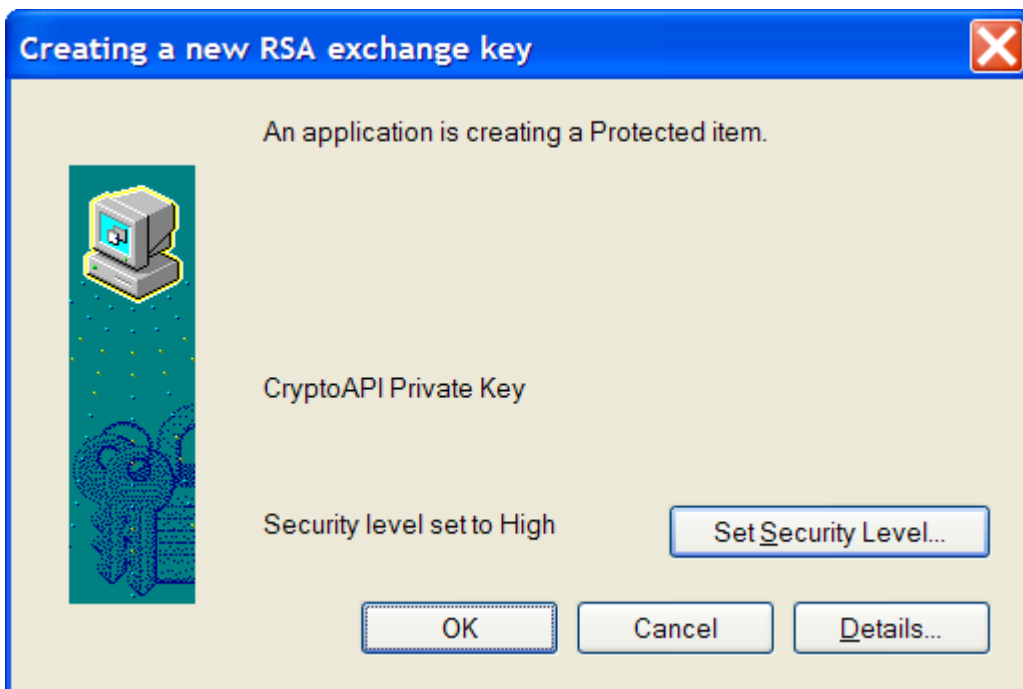 Creating a new RSA exchange key
An application is creating a Protected item.
CryptoAPI Private Key
Security level set to High
Set Security Level...
OK
Cancel
Details...